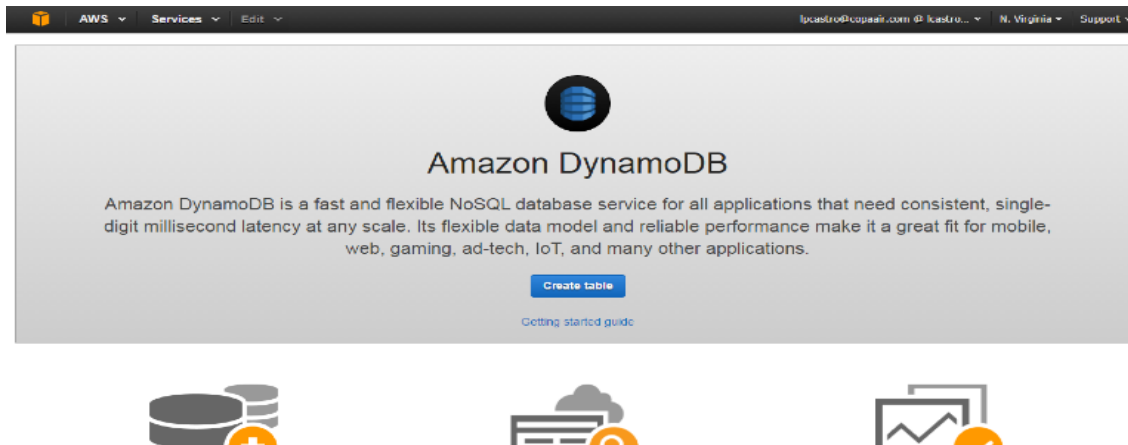 AWS Services Edit lpcastro@copaair.com @ lcastro... N. Virginia Support
Amazon DynamoDB
Amazon DynamoDB is a fast and flexible NoSQL database service for all applications that need consistent, single-
digit millisecond latency at any scale. Its flexible data model and reliable performance make it a great fit for mobile,
web, gaming, ad-tech, IoT, and many other applications.
Create table
Getting started guide